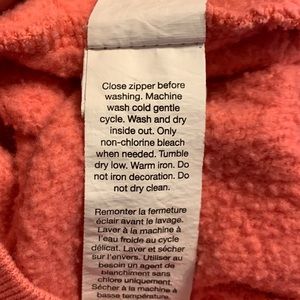 Close zipper before
washing. Machine
wash cold gentle
cycle. Wash and dry
inside out. Only
non-chlorine bleach
when needed. Tumble
dry low. Warm iron. Do
not iron decoration. Do
not dry clean.
Remonter la fermeture
éclair avant le lavage.
Laver à la machine à
l'eau froide au cycle
délicat. Laver et sécher
sur l'envers. Utiliser au
besoin un agent de
blanchiment sans
chlore uniquement.
Sécher à la machine à
basse température.